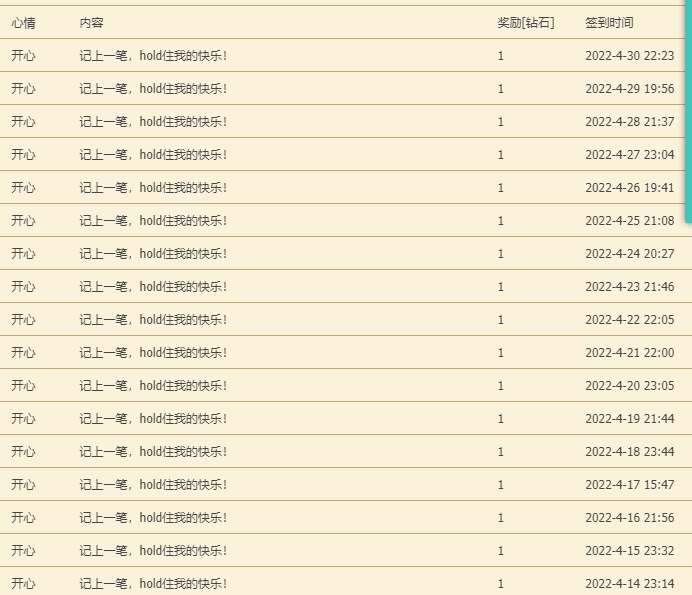 心情 内容 奖励[钻石] 签到时间
开心 记上一笔，hold住我的快乐！ 1 2022-4-30 22:23
开心 记上一笔，hold住我的快乐！ 1 2022-4-29 19:56
开心 记上一笔，hold住我的快乐！ 1 2022-4-28 21:37
开心 记上一笔，hold住我的快乐！ 1 2022-4-27 23:04
开心 记上一笔，hold住我的快乐！ 1 2022-4-26 19:41
开心 记上一笔，hold住我的快乐！ 1 2022-4-25 21:08
开心 记上一笔，hold住我的快乐！ 1 2022-4-24 20:27
开心 记上一笔，hold住我的快乐！ 1 2022-4-23 21:46
开心 记上一笔，hold住我的快乐！ 1 2022-4-22 22:05
开心 记上一笔，hold住我的快乐！ 1 2022-4-21 22:00
开心 记上一笔，hold住我的快乐！ 1 2022-4-20 23:05
开心 记上一笔，hold住我的快乐！ 1 2022-4-19 21:44
开心 记上一笔，hold住我的快乐！ 1 2022-4-18 23:44
开心 记上一笔，hold住我的快乐！ 1 2022-4-17 15:47
开心 记上一笔，hold住我的快乐！ 1 2022-4-16 21:56
开心 记上一笔，hold住我的快乐！ 1 2022-4-15 23:32
开心 记上一笔，hold住我的快乐！ 1 2022-4-14 23:14